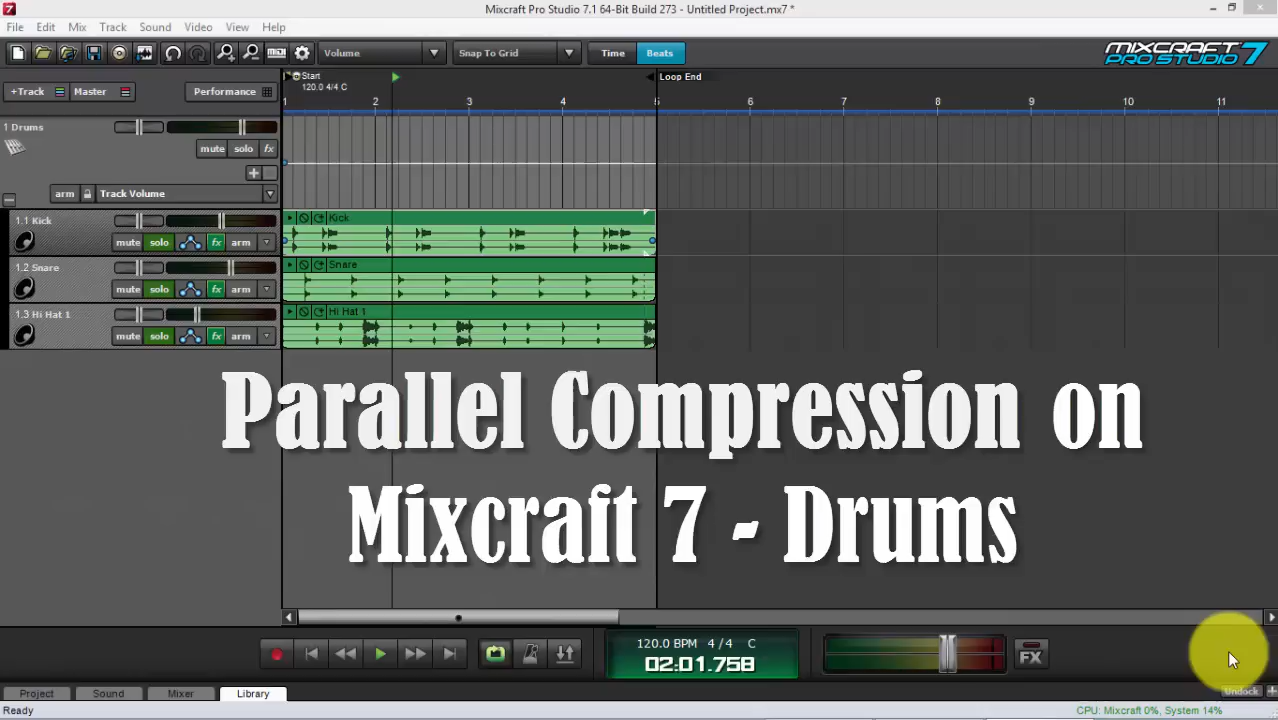 Mixcraft Pro Studio 7.1 64-Bit Build 273 - Untitled Project.mx7 *
File Edit Mix Track Sound Video View Help
Volume Snap To Grid Time Beats MIXCRAFT PRO STUDIO 7
Start
120.0 4/4 C
Loop End
+Track Master Performance
1 2 3 4 5 6 7 8 9 10 11
1 Drums
mute solo fx
arm Track Volume
1.1 Kick
mute solo fx arm
Kick
1.2 Snare
mute solo fx arm
Snare
1.3 Hi Hat 1
mute solo fx arm
Hi Hat 1
Parallel Compression on
Mixcraft 7 - Drums
120.0 BPM 4/4 C
02:01.758
FX
Project Sound Mixer Library Undock
Ready CPU: Mixcraft 0%, System 14%